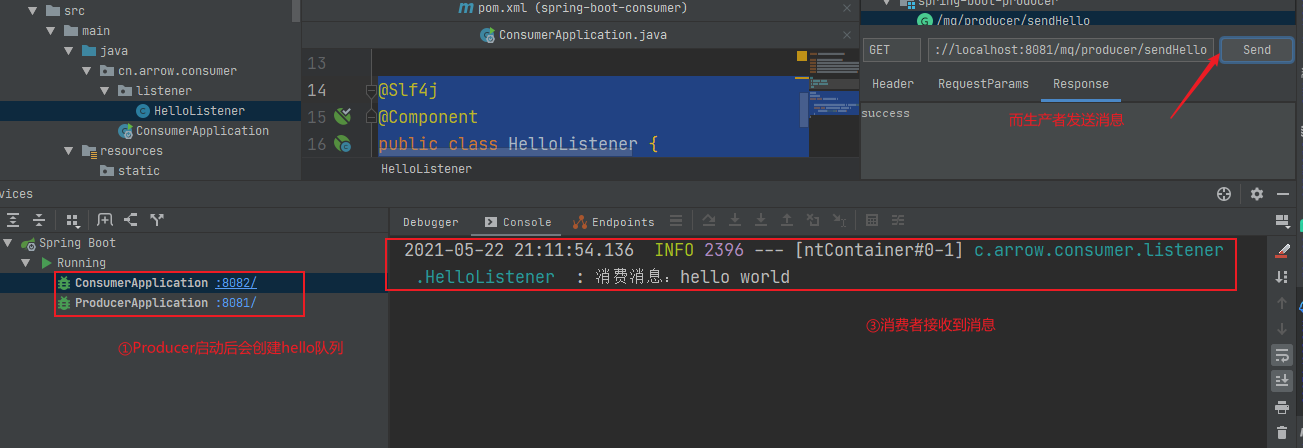 src
main
java
cn.arrow.consumer
listener
HelloListener
ConsumerApplication
resources
static
pom.xml (spring-boot-consumer)
ConsumerApplication.java
13
14 @Slf4j
15 @Component
16 public class HelloListener {
HelloListener
spring-boot-producer
/mq/producer/sendHello
GET ://localhost:8081/mq/producer/sendHello Send
Header RequestParams Response
success
而生产者发送消息
vices
Spring Boot
Running
ConsumerApplication :8082/
ProducerApplication :8081/
①Producer启动后会创建hello队列
Debugger Console Endpoints
2021-05-22 21:11:54.136 INFO 2396 --- [ntContainer#0-1] c.arrow.consumer.listener
.HelloListener : 消费消息：hello world
③消费者接收到消息